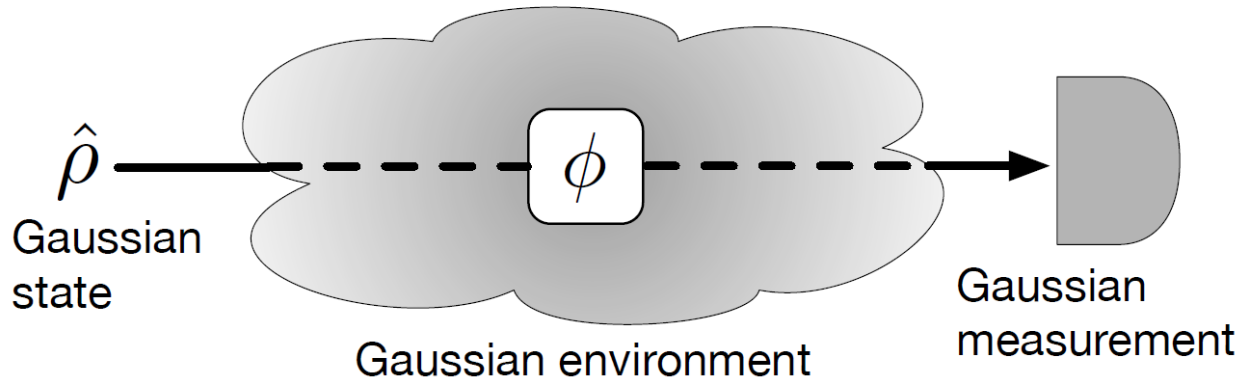 ρ̂
ϕ
Gaussian
state
Gaussian environment
Gaussian
measurement